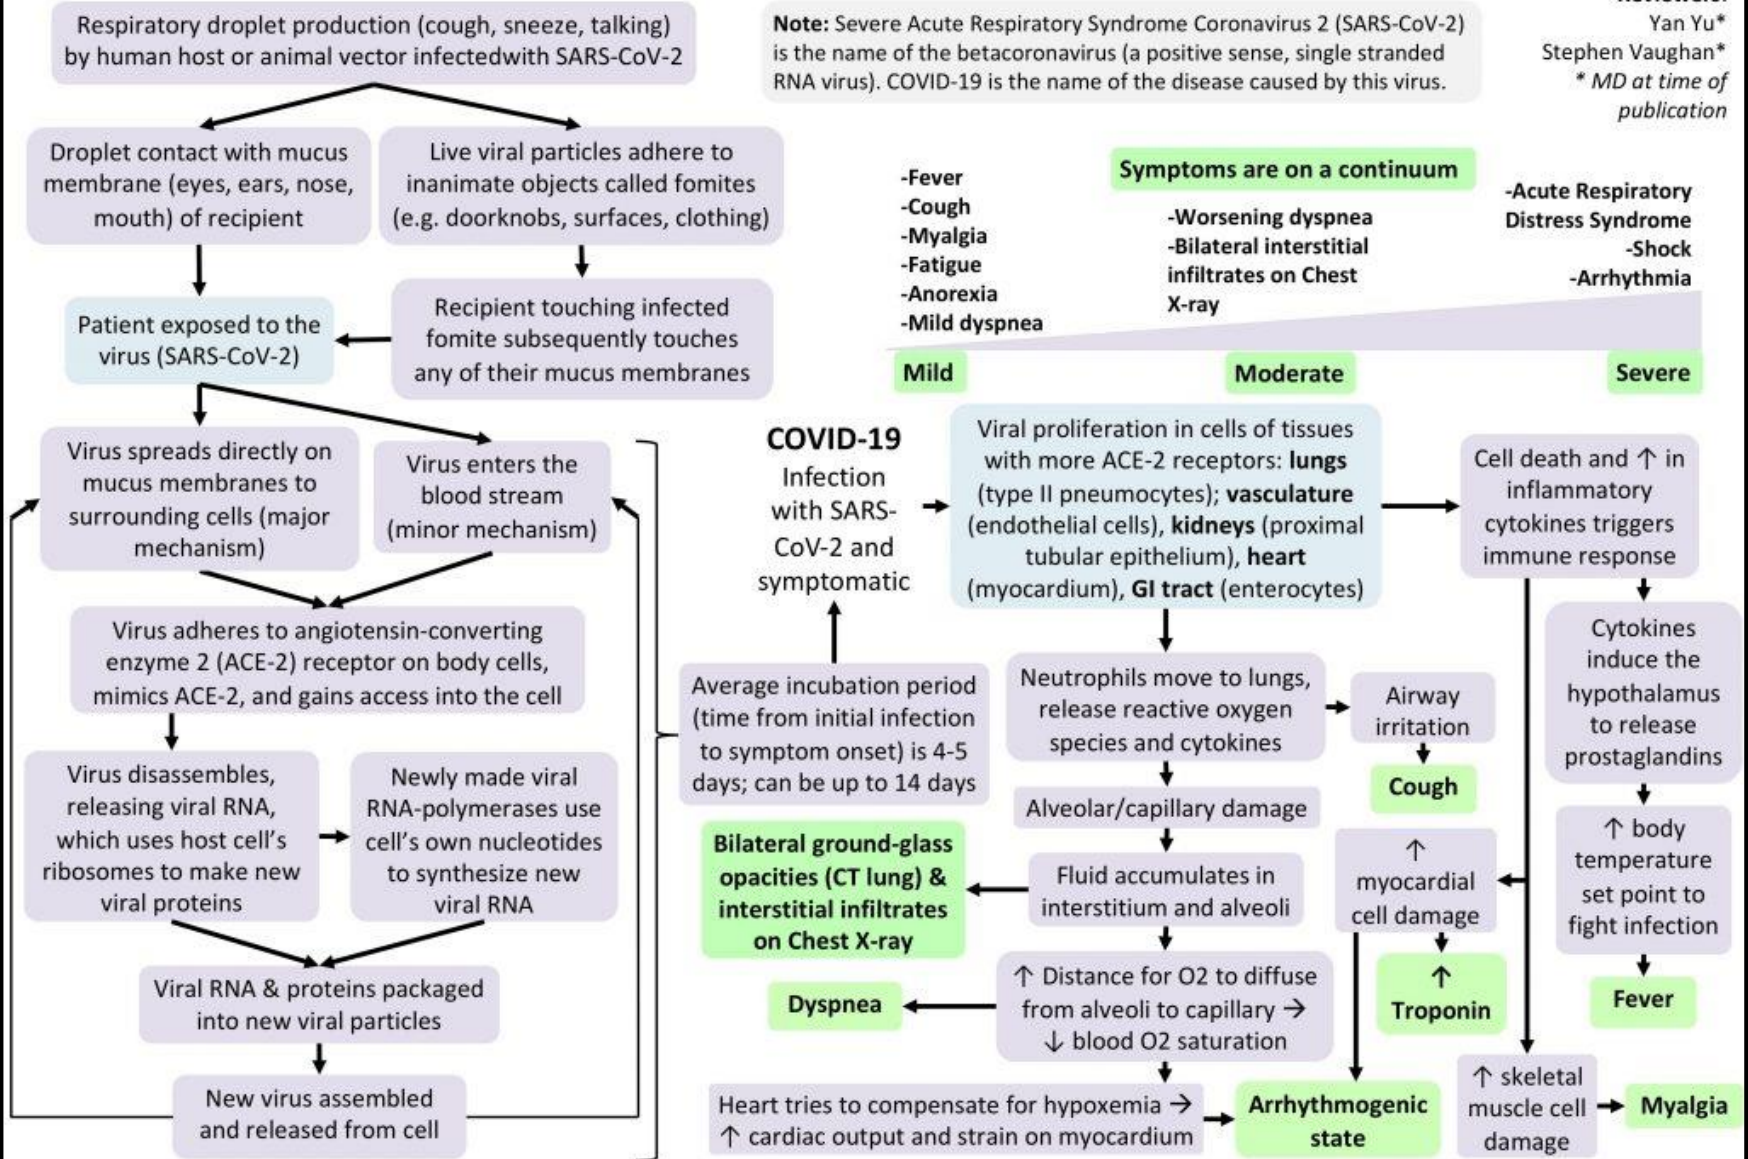 Respiratory droplet production (cough, sneeze, talking)
by human host or animal vector infectedwith SARS-CoV-2
Note: Severe Acute Respiratory Syndrome Coronavirus 2 (SARS-CoV-2)
is the name of the betacoronavirus (a positive sense, single stranded
RNA virus). COVID-19 is the name of the disease caused by this virus.
Yan Yu*
Stephen Vaughan*
* MD at time of
publication
Droplet contact with mucus
membrane (eyes, ears, nose,
mouth) of recipient
Live viral particles adhere to
inanimate objects called fomites
(e.g. doorknobs, surfaces, clothing)
Patient exposed to the
virus (SARS-CoV-2)
Recipient touching infected
fomite subsequently touches
any of their mucus membranes
Symptoms are on a continuum
-Fever
-Cough
-Myalgia
-Fatigue
-Anorexia
-Mild dyspnea
-Worsening dyspnea
-Bilateral interstitial
infiltrates on Chest
X-ray
-Acute Respiratory
Distress Syndrome
-Shock
-Arrhythmia
Mild
Moderate
Severe
Virus spreads directly on
mucus membranes to
surrounding cells (major
mechanism)
Virus enters the
blood stream
(minor mechanism)
Virus adheres to angiotensin-converting
enzyme 2 (ACE-2) receptor on body cells,
mimics ACE-2, and gains access into the cell
Virus disassembles,
releasing viral RNA,
which uses host cell's
ribosomes to make new
viral proteins
Newly made viral
RNA-polymerases use
cell's own nucleotides
to synthesize new
viral RNA
Viral RNA & proteins packaged
into new viral particles
New virus assembled
and released from cell
Average incubation period
(time from initial infection
to symptom onset) is 4-5
days; can be up to 14 days
COVID-19
Infection
with SARS-
CoV-2 and
symptomatic
Viral proliferation in cells of tissues
with more ACE-2 receptors: lungs
(type II pneumocytes); vasculature
(endothelial cells), kidneys (proximal
tubular epithelium), heart
(myocardium), GI tract (enterocytes)
Cell death and ↑ in
inflammatory
cytokines triggers
immune response
Neutrophils move to lungs,
release reactive oxygen
species and cytokines
Airway
irritation
Cough
Alveolar/capillary damage
Fluid accumulates in
interstitium and alveoli
Bilateral ground-glass
opacities (CT lung) &
interstitial infiltrates
on Chest X-ray
↑ Distance for O2 to diffuse
from alveoli to capillary →
↓ blood O2 saturation
Dyspnea
Heart tries to compensate for hypoxemia →
↑ cardiac output and strain on myocardium
Arrhythmogenic
state
↑
myocardial
cell damage
↑
Troponin
Cytokines
induce the
hypothalamus
to release
prostaglandins
↑ body
temperature
set point to
fight infection
Fever
↑ skeletal
muscle cell
damage
Myalgia